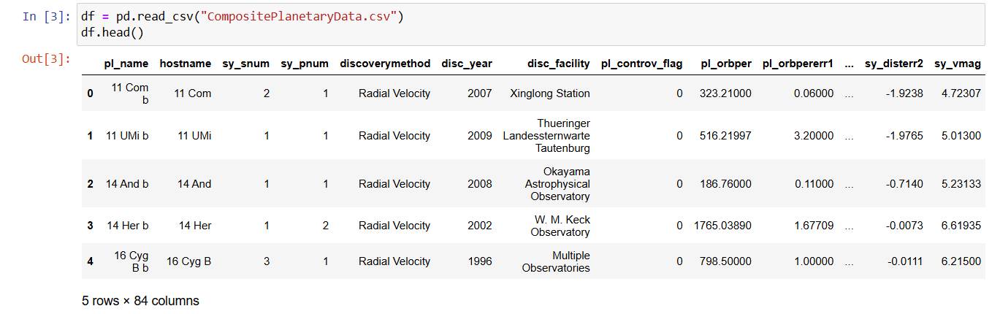 In [3]: df = pd.read_csv("CompositePlanetaryData.csv")
df.head()
Out[3]:
pl_name hostname sy_snum sy_pnum discoverymethod disc_year disc_facility pl_controv_flag pl_orbper pl_orbpererr1 ... sy_disterr2 sy_vmag
0 11 Com b 11 Com 2 1 Radial Velocity 2007 Xinglong Station 0 323.21000 0.06000 ... -1.9238 4.72307
1 11 UMi b 11 UMi 1 1 Radial Velocity 2009 Thueringer Landessternwarte Tautenburg 0 516.21997 3.20000 ... -1.9765 5.01300
2 14 And b 14 And 1 1 Radial Velocity 2008 Okayama Astrophysical Observatory 0 186.76000 0.11000 ... -0.7140 5.23133
3 14 Her b 14 Her 1 2 Radial Velocity 2002 W. M. Keck Observatory 0 1765.03890 1.67709 ... -0.0073 6.61935
4 16 Cyg B b 16 Cyg B 3 1 Radial Velocity 1996 Multiple Observatories 0 798.50000 1.00000 ... -0.0111 6.21500
5 rows × 84 columns